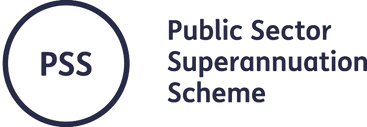 PSS
Public Sector
Superannuation
Scheme